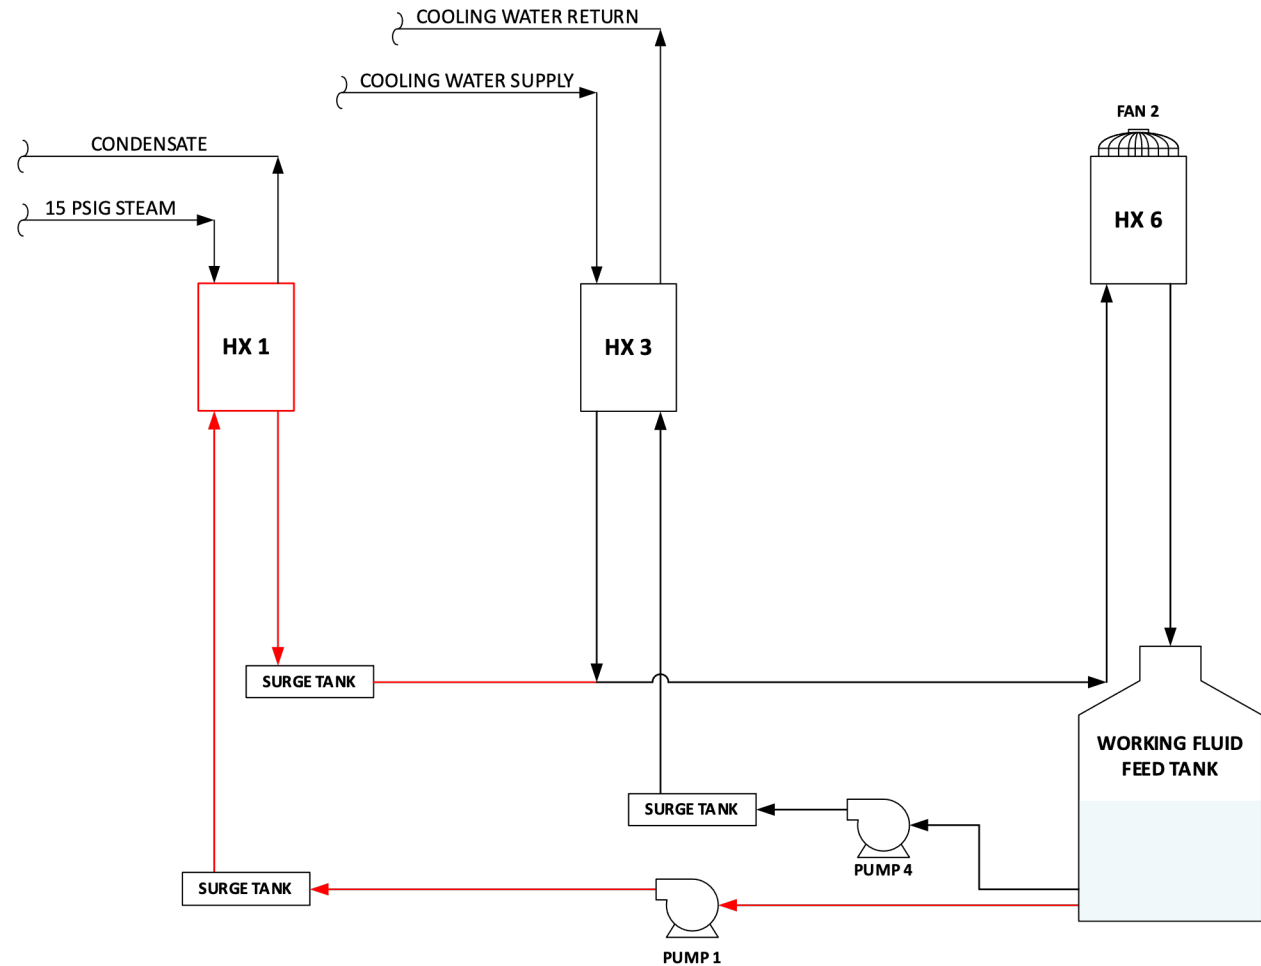 COOLING WATER RETURN
COOLING WATER SUPPLY
FAN 2
CONDENSATE
15 PSIG STEAM
HX 6
HX 1
HX 3
SURGE TANK
WORKING FLUID
FEED TANK
SURGE TANK
PUMP 4
SURGE TANK
PUMP 1